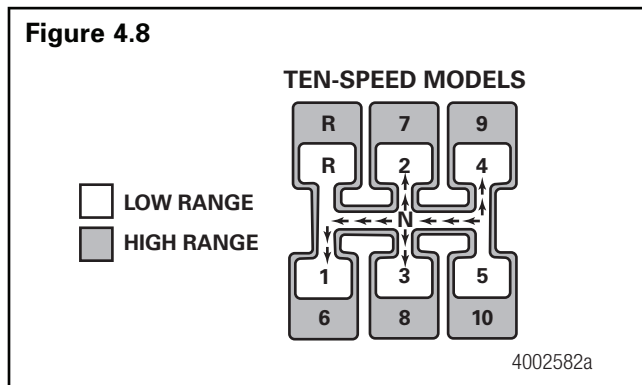 Figure 4.8
TEN-SPEED MODELS
R 7 9
R 2 4
LOW RANGE
N
HIGH RANGE
1 3 5
6 8 10
4002582a